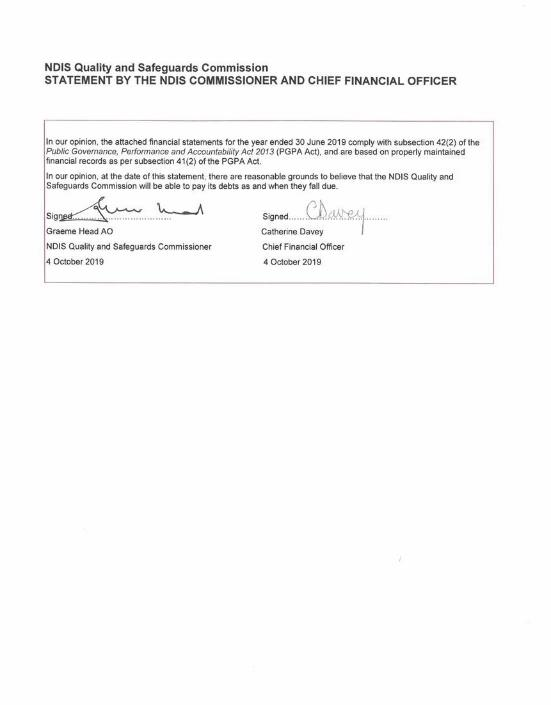 NDIS Quality and Safeguards Commission
STATEMENT BY THE NDIS COMMISSIONER AND CHIEF FINANCIAL OFFICER
In our opinion, the attached financial statements for the year ended 30 June 2019 comply with subsection 42(2) of the
Public Governance, Performance and Accountability Act 2013 (PGPA Act), and are based on properly maintained
financial records as per subsection 41(2) of the PGPA Act.
In our opinion, at the date of this statement, there are reasonable grounds to believe that the NDIS Quality and
Safeguards Commission will be able to pay its debts as and when they fall due.
Signed....................................
Signed..... CDavey ........
Graeme Head AO
Catherine Davey
NDIS Quality and Safeguards Commissioner
Chief Financial Officer
4 October 2019
4 October 2019